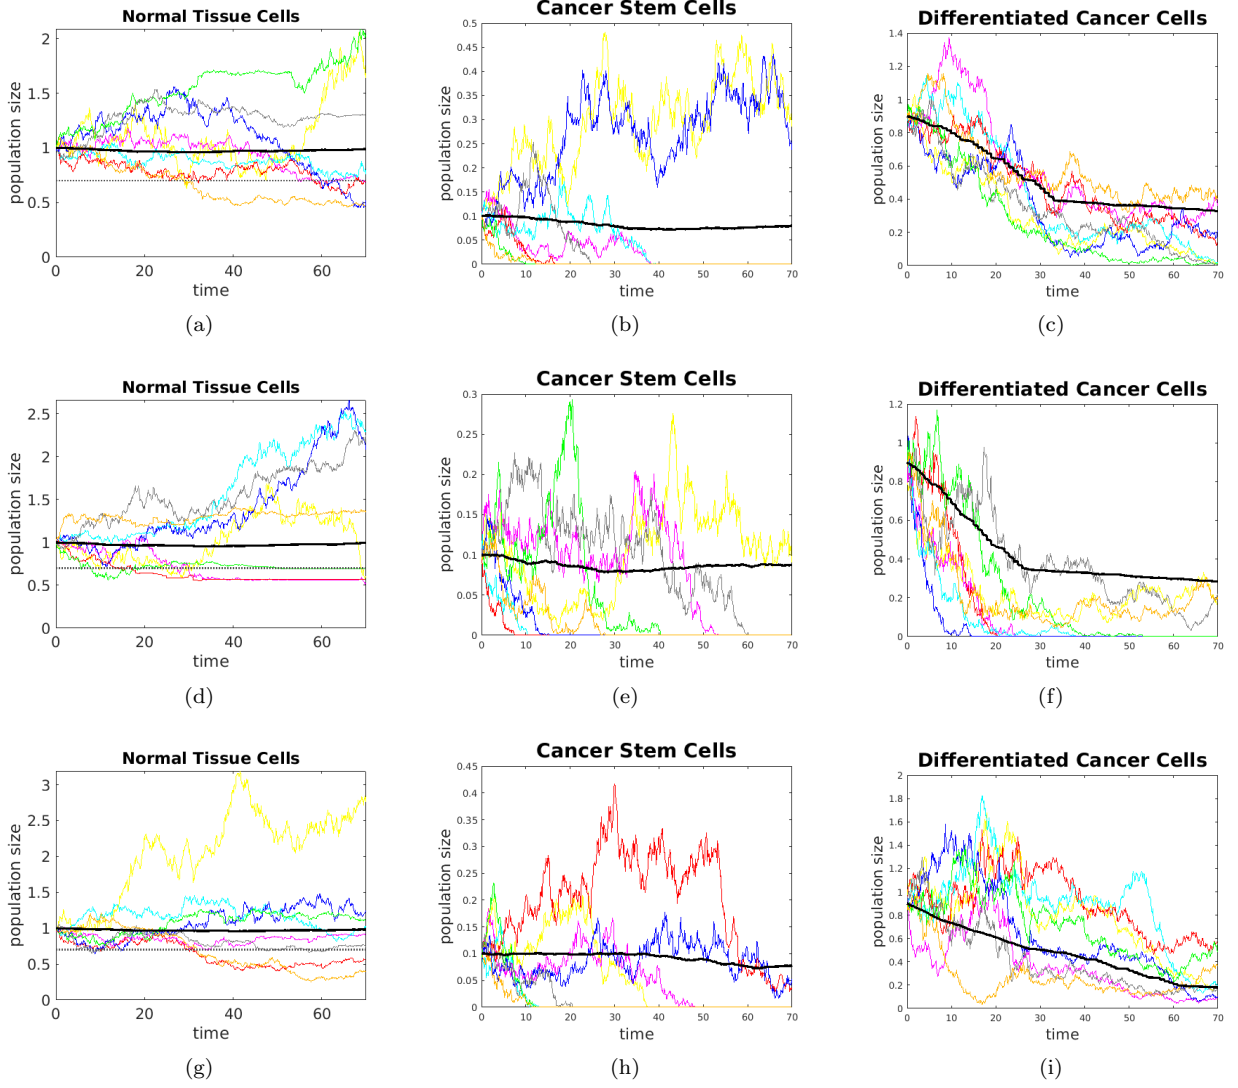 Normal Tissue Cells
population size
2
1.5
1
0.5
0
0 20 40 60
time
(a)
Cancer Stem Cells
population size
0.5
0.45
0.4
0.35
0.3
0.25
0.2
0.15
0.1
0.05
0
0 10 20 30 40 50 60 70
time
(b)
Differentiated Cancer Cells
population size
1.4
1.2
1
0.8
0.6
0.4
0.2
0
0 10 20 30 40 50 60 70
time
(c)
Normal Tissue Cells
population size
2.5
2
1.5
1
0.5
0
0 20 40 60
time
(d)
Cancer Stem Cells
population size
0.3
0.25
0.2
0.15
0.1
0.05
0
0 10 20 30 40 50 60 70
time
(e)
Differentiated Cancer Cells
population size
1.2
1
0.8
0.6
0.4
0.2
0
0 10 20 30 40 50 60 70
time
(f)
Normal Tissue Cells
population size
3
2.5
2
1.5
1
0.5
0
0 20 40 60
time
(g)
Cancer Stem Cells
population size
0.45
0.4
0.35
0.3
0.25
0.2
0.15
0.1
0.05
0
0 10 20 30 40 50 60 70
time
(h)
Differentiated Cancer Cells
population size
2
1.8
1.6
1.4
1.2
1
0.8
0.6
0.4
0.2
0
0 10 20 30 40 50 60 70
time
(i)